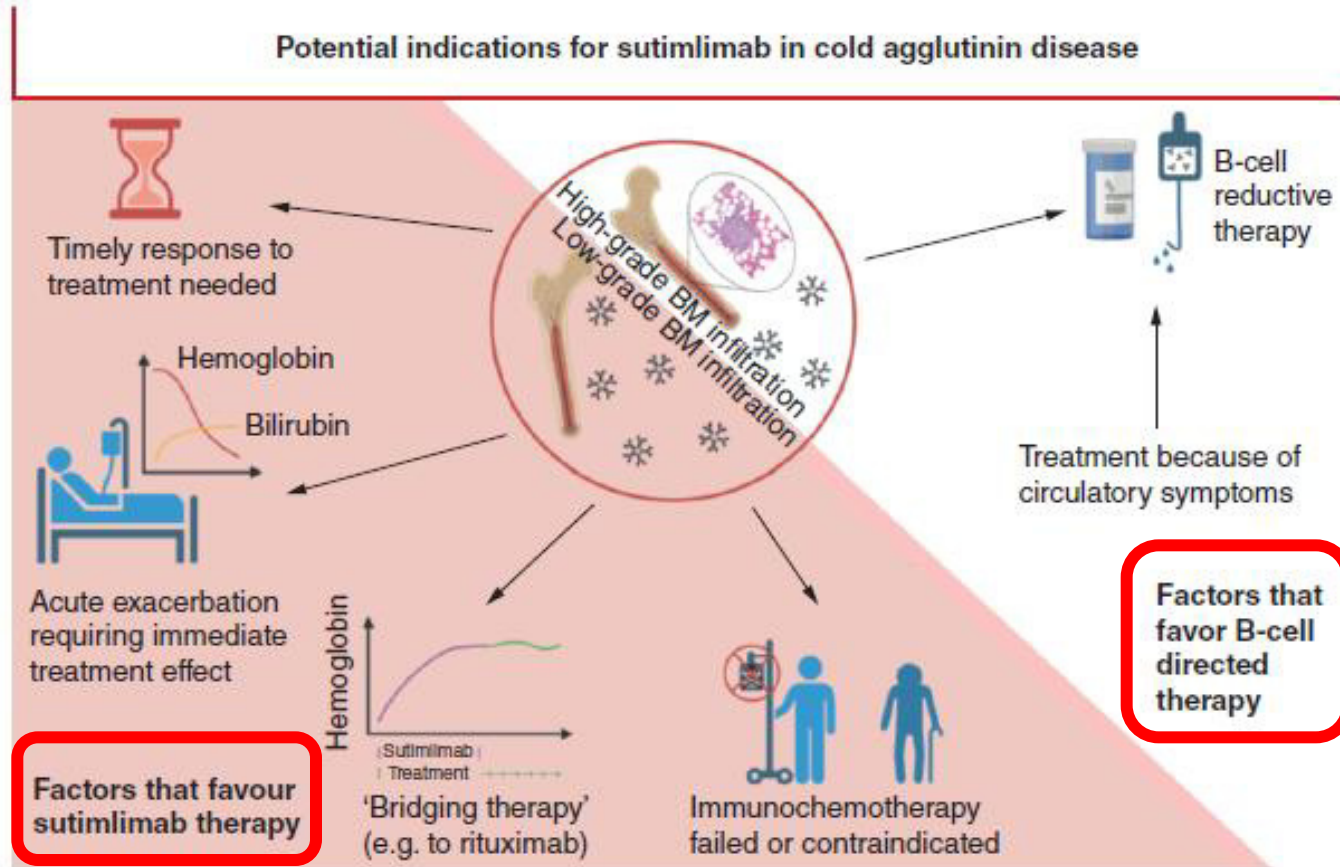 Potential indications for sutimlimab in cold agglutinin disease
Timely response to
treatment needed
Hemoglobin
Bilirubin
Acute exacerbation
requiring immediate
treatment effect
Factors that favour
sutimlimab therapy
High-grade BM infiltration
Low-grade BM infiltration
Hemoglobin
Sutimlimab
Treatment
'Bridging therapy'
(e.g. to rituximab)
Immunochemotherapy
failed or contraindicated
B-cell
reductive
therapy
Treatment because of
circulatory symptoms
Factors that
favor B-cell
directed
therapy